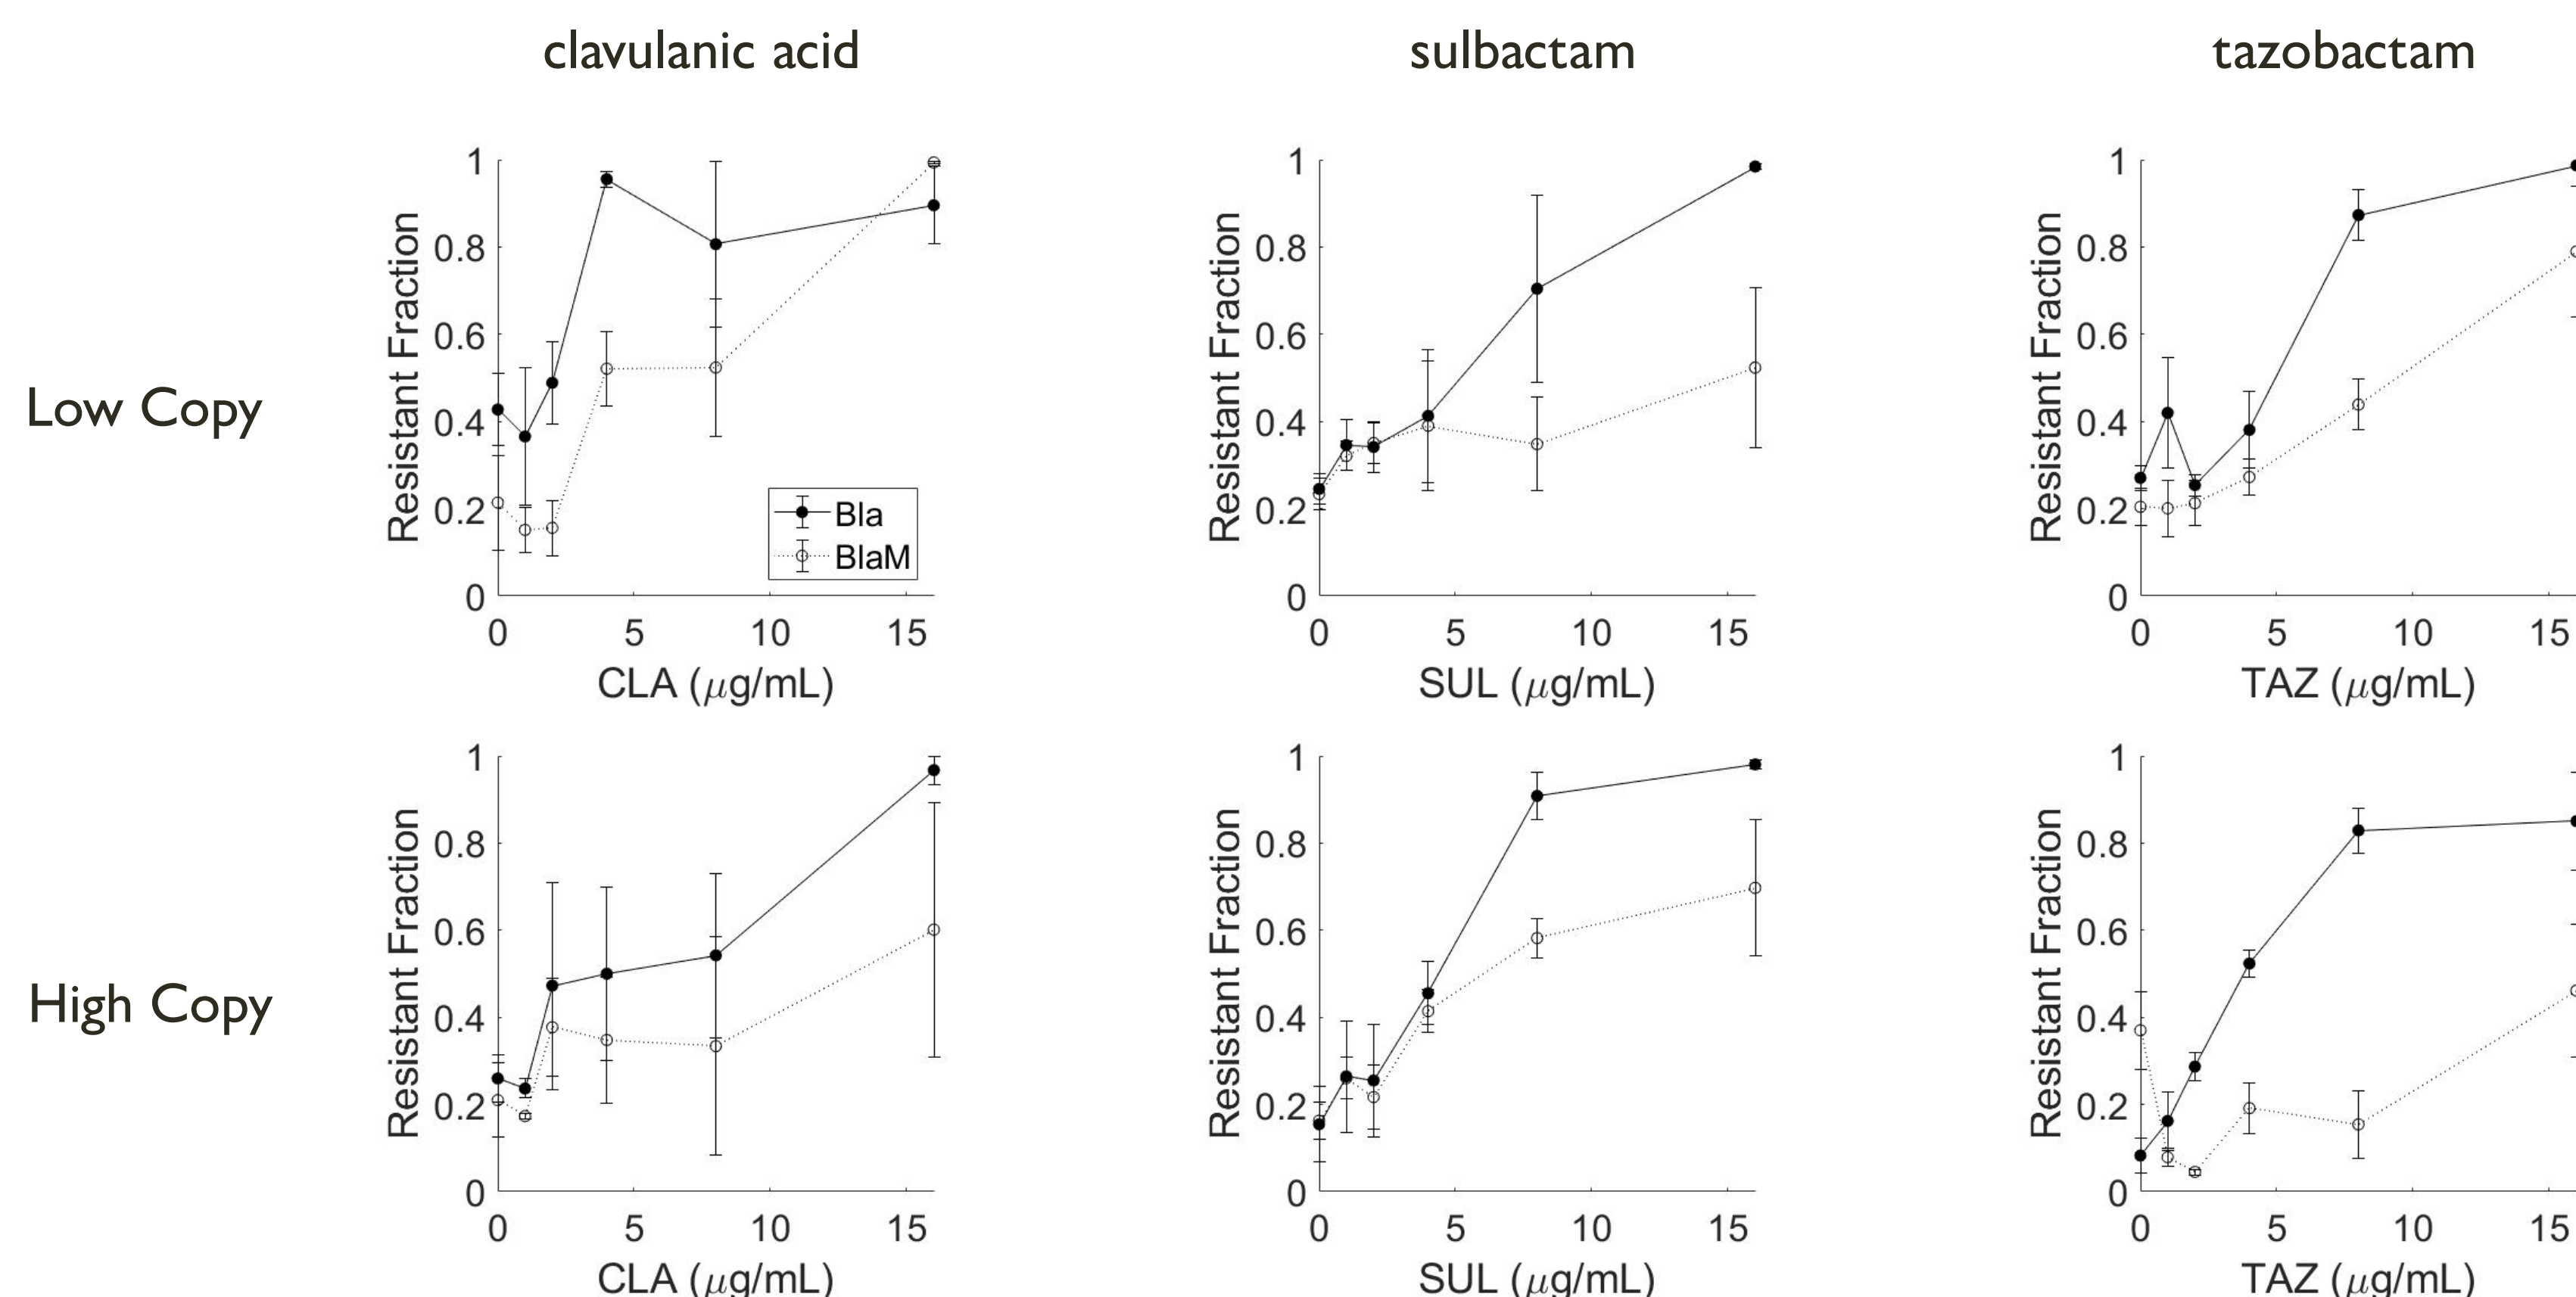 clavulanic acid
sulbactam
tazobactam
Low Copy
Resistant Fraction
1
0.8
0.6
0.4
0.2
0
0 5 10 15
CLA (μg/mL)
Bla
BlaM
Resistant Fraction
1
0.8
0.6
0.4
0.2
0
0 5 10 15
SUL (μg/mL)
Resistant Fraction
1
0.8
0.6
0.4
0.2
0
0 5 10 15
TAZ (μg/mL)
High Copy
Resistant Fraction
1
0.8
0.6
0.4
0.2
0
0 5 10 15
CLA (μg/mL)
Resistant Fraction
1
0.8
0.6
0.4
0.2
0
0 5 10 15
SUL (μg/mL)
Resistant Fraction
1
0.8
0.6
0.4
0.2
0
0 5 10 15
TAZ (μg/mL)